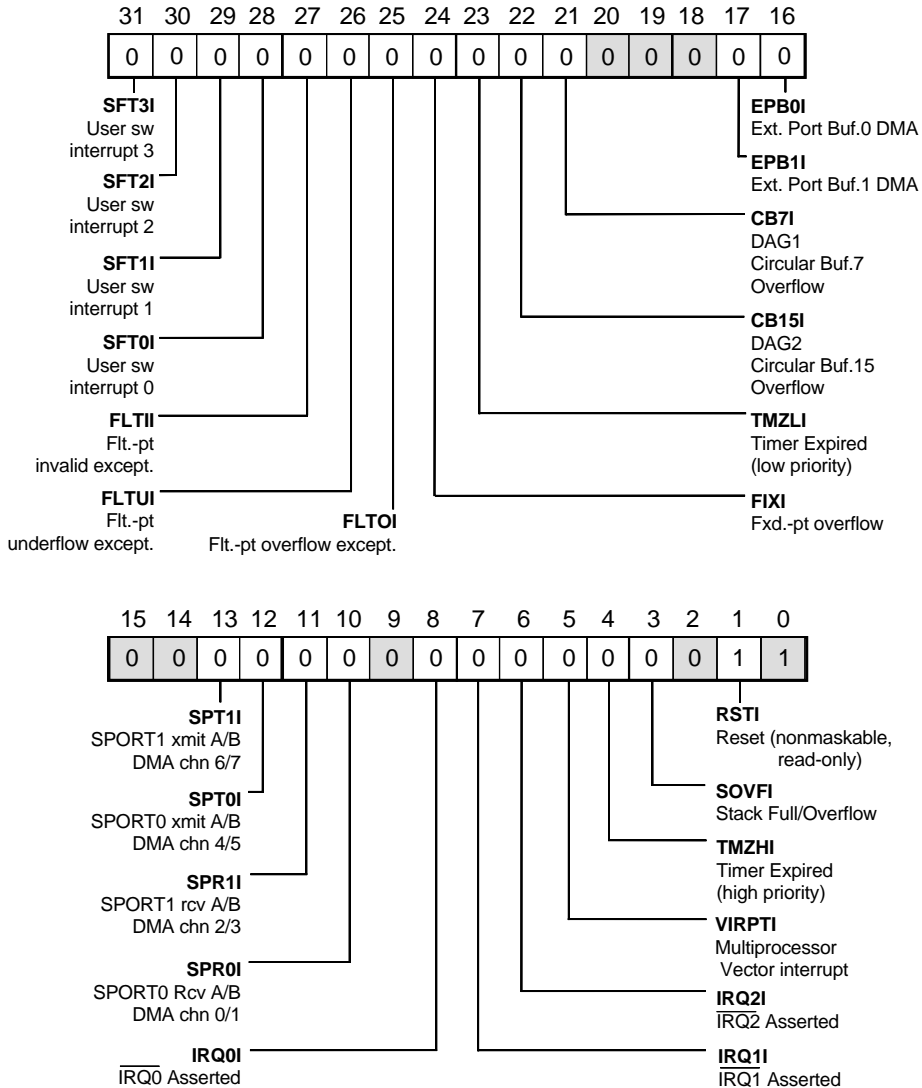 31 30 29 28 27 26 25 24 23 22 21 20 19 18 17 16
0 0 0 0 0 0 0 0 0 0 0 0 0 0 0 0
SFT3I
User sw
interrupt 3
SFT2I
User sw
interrupt 2
SFT1I
User sw
interrupt 1
SFT0I
User sw
interrupt 0
FLTII
Flt.-pt
invalid except.
FLTUI
Flt.-pt
underflow except.
FLTOI
Flt.-pt overflow except.
EPB0I
Ext. Port Buf.0 DMA
EPB1I
Ext. Port Buf.1 DMA
CB7I
DAG1
Circular Buf.7
Overflow
CB15I
DAG2
Circular Buf.15
Overflow
TMZLI
Timer Expired
(low priority)
FIXI
Fxd.-pt overflow
15 14 13 12 11 10 9 8 7 6 5 4 3 2 1 0
0 0 0 0 0 0 0 0 0 0 0 0 0 0 1 1
SPT1I
SPORT1 xmit A/B
DMA chn 6/7
SPT0I
SPORT0 xmit A/B
DMA chn 4/5
SPR1I
SPORT1 rcv A/B
DMA chn 2/3
SPR0I
SPORT0 Rcv A/B
DMA chn 0/1
IRQ0I
IRQ0 Asserted
RSTI
Reset (nonmaskable,
read-only)
SOVFI
Stack Full/Overflow
TMZHI
Timer Expired
(high priority)
VIRPTI
Multiprocessor
Vector interrupt
IRQ2I
IRQ2 Asserted
IRQ1I
IRQ1 Asserted